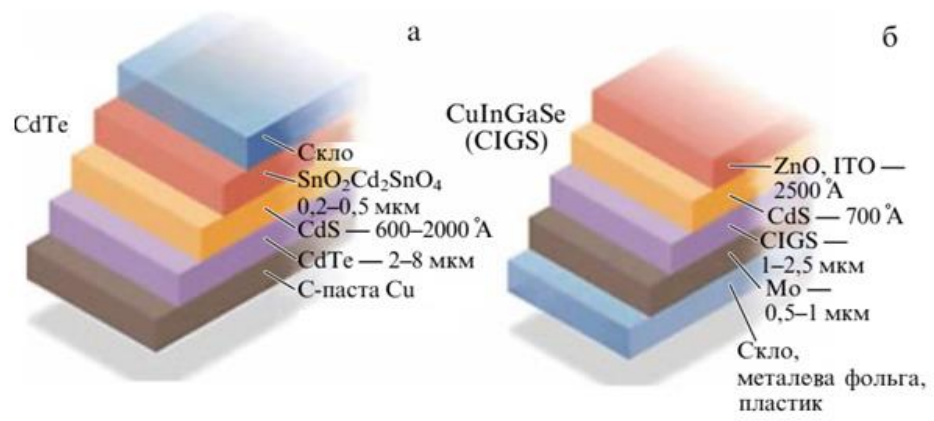 а
CdTe
Скло
SnO₂Cd₂SnO₄
0,2–0,5 мкм
CdS — 600–2000 Å
CdTe — 2–8 мкм
С-паста Cu
б
CuInGaSe
(CIGS)
ZnO, ITO —
2500 Å
CdS — 700 Å
CIGS —
1–2,5 мкм
Mo —
0,5–1 мкм
Скло,
металева фольга,
пластик